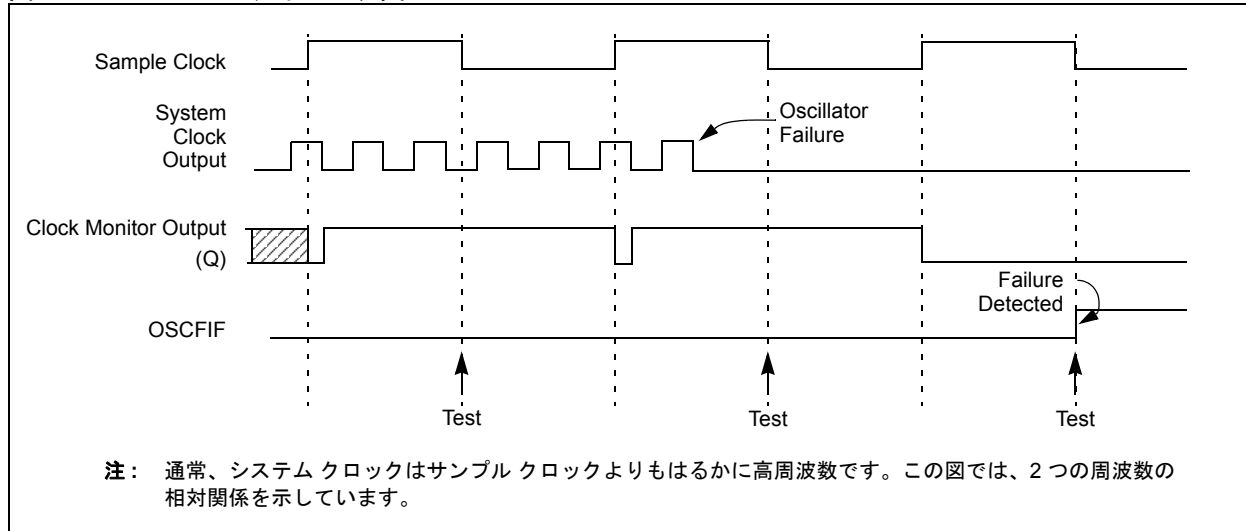 Sample Clock
System
Clock
Output
Oscillator
Failure
Clock Monitor Output
(Q)
Failure
Detected
OSCFIF
Test
Test
Test
注: 通常、システム クロックはサンプル クロックよりもはるかに高周波数です。この図では、2 つの周波数の
相対関係を示しています。